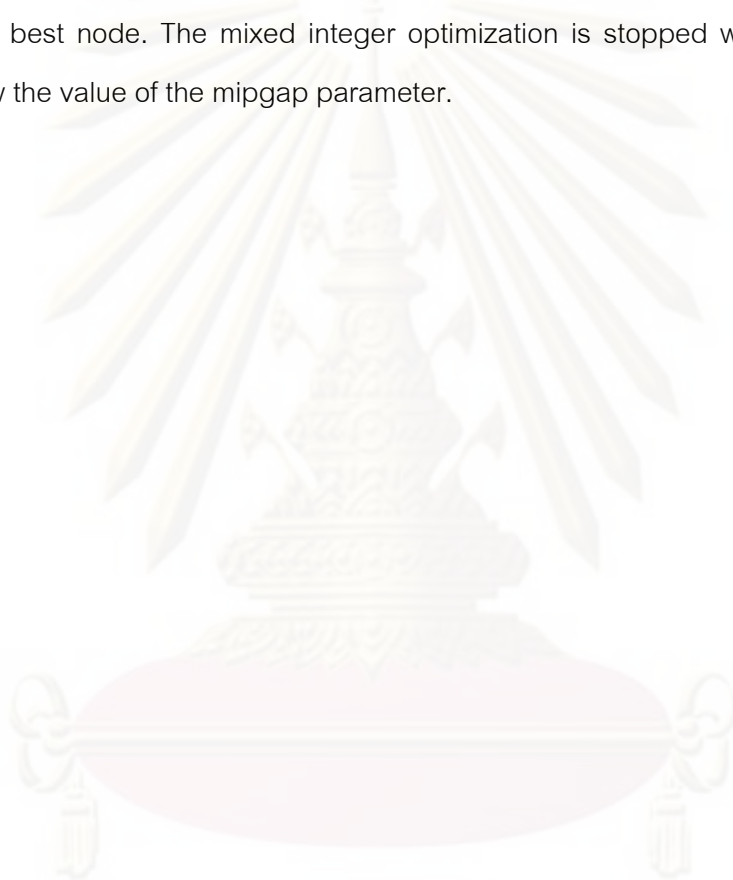 best node. The mixed integer optimization is stopped
the value of the mipgap parameter.